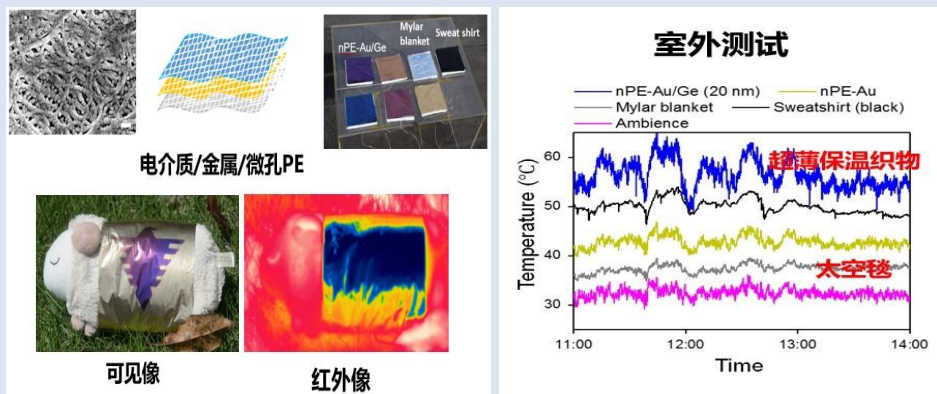 nPE-Au/Ge
Mylar
blanket
Sweat shirt
电介质/金属/微孔PE
可见像
红外像
室外测试
nPE-Au/Ge (20 nm)
nPE-Au
Mylar blanket
Sweatshirt (black)
Ambience
Temperature (℃)
60
50
40
30
超薄保温织物
太空毯
11:00
12:00
13:00
14:00
Time